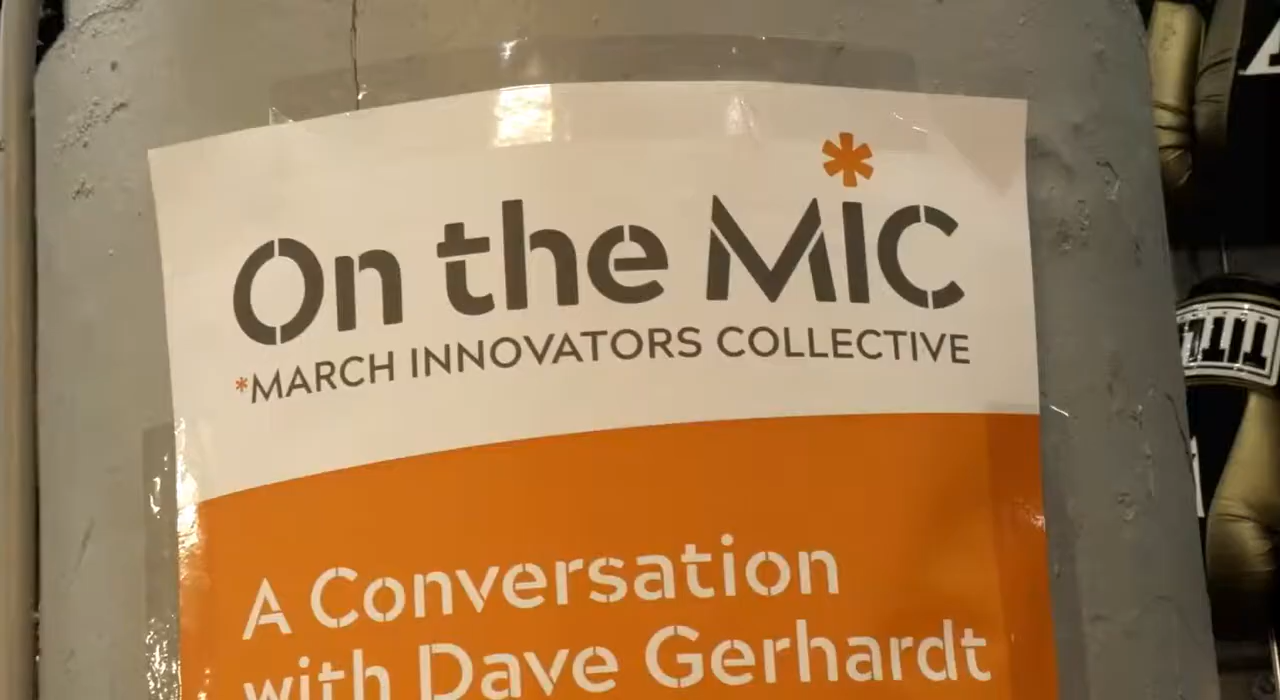 On the MIC
*MARCH INNOVATORS COLLECTIVE
A Conversation
with Dave Gerhardt